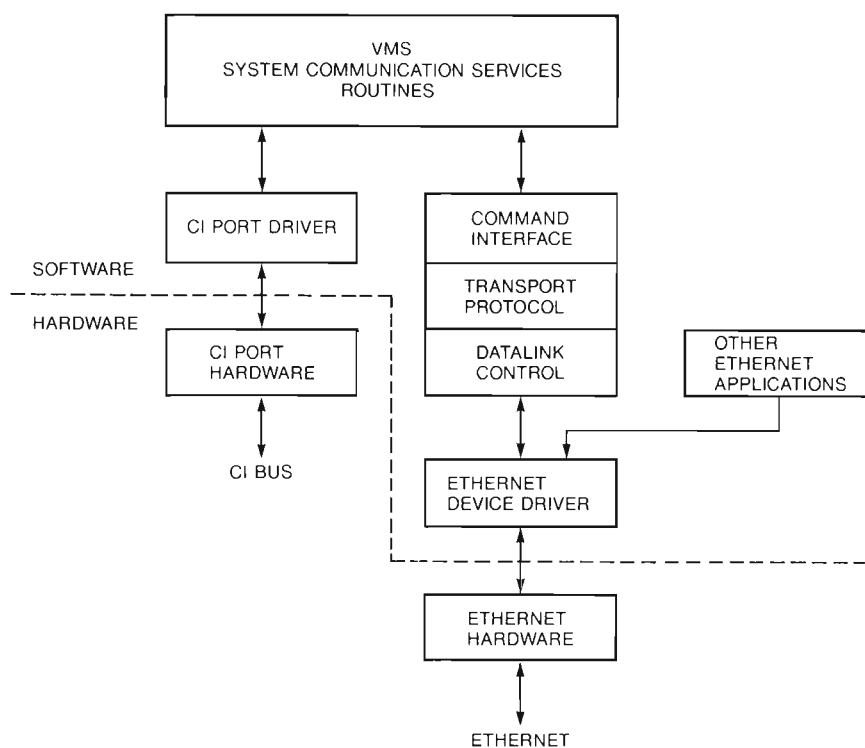 VMS
SYSTEM COMMUNICATION SERVICES
ROUTINES
CI PORT DRIVER
COMMAND
INTERFACE
SOFTWARE
TRANSPORT
PROTOCOL
HARDWARE
CI PORT
HARDWARE
DATALINK
CONTROL
OTHER
ETHERNET
APPLICATIONS
CI BUS
ETHERNET
DEVICE DRIVER
ETHERNET
HARDWARE
ETHERNET